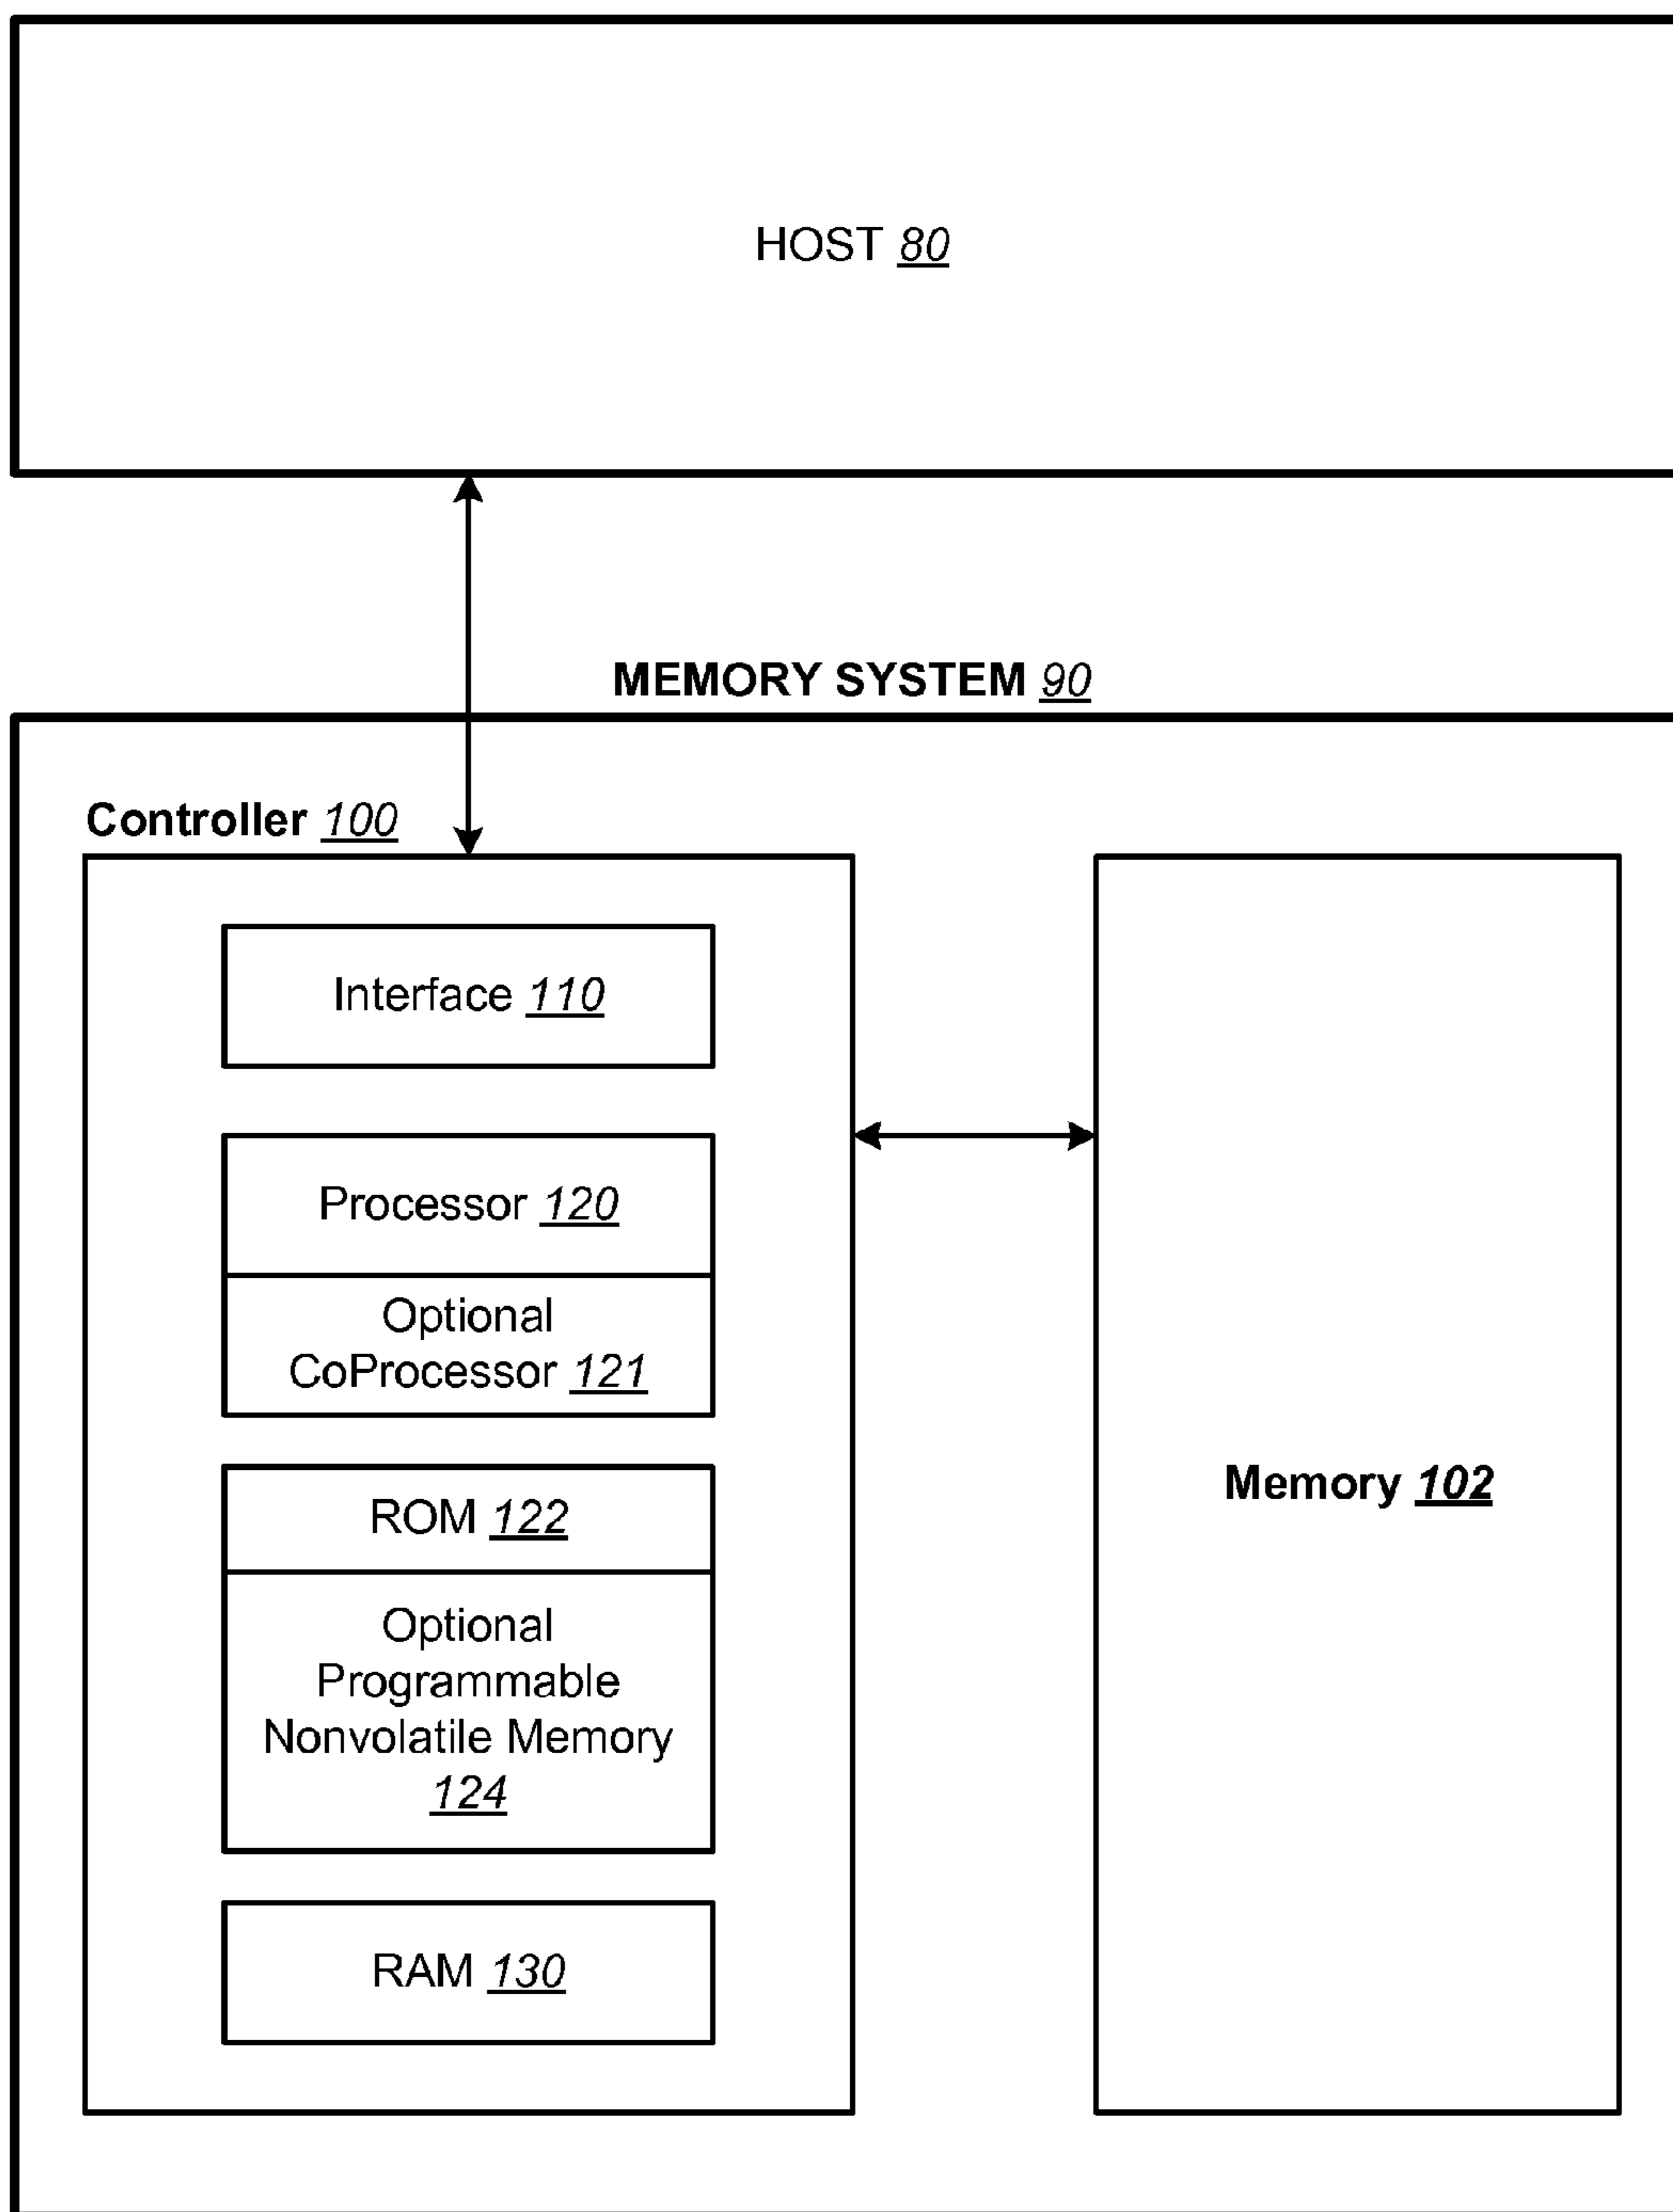 HOST 80
MEMORY SYSTEM 90
Controller 100
Interface 110
Processor 120
Optional
CoProcessor 121
ROM 122
Optional
Programmable
Nonvolatile Memory
124
RAM 130
Memory 102